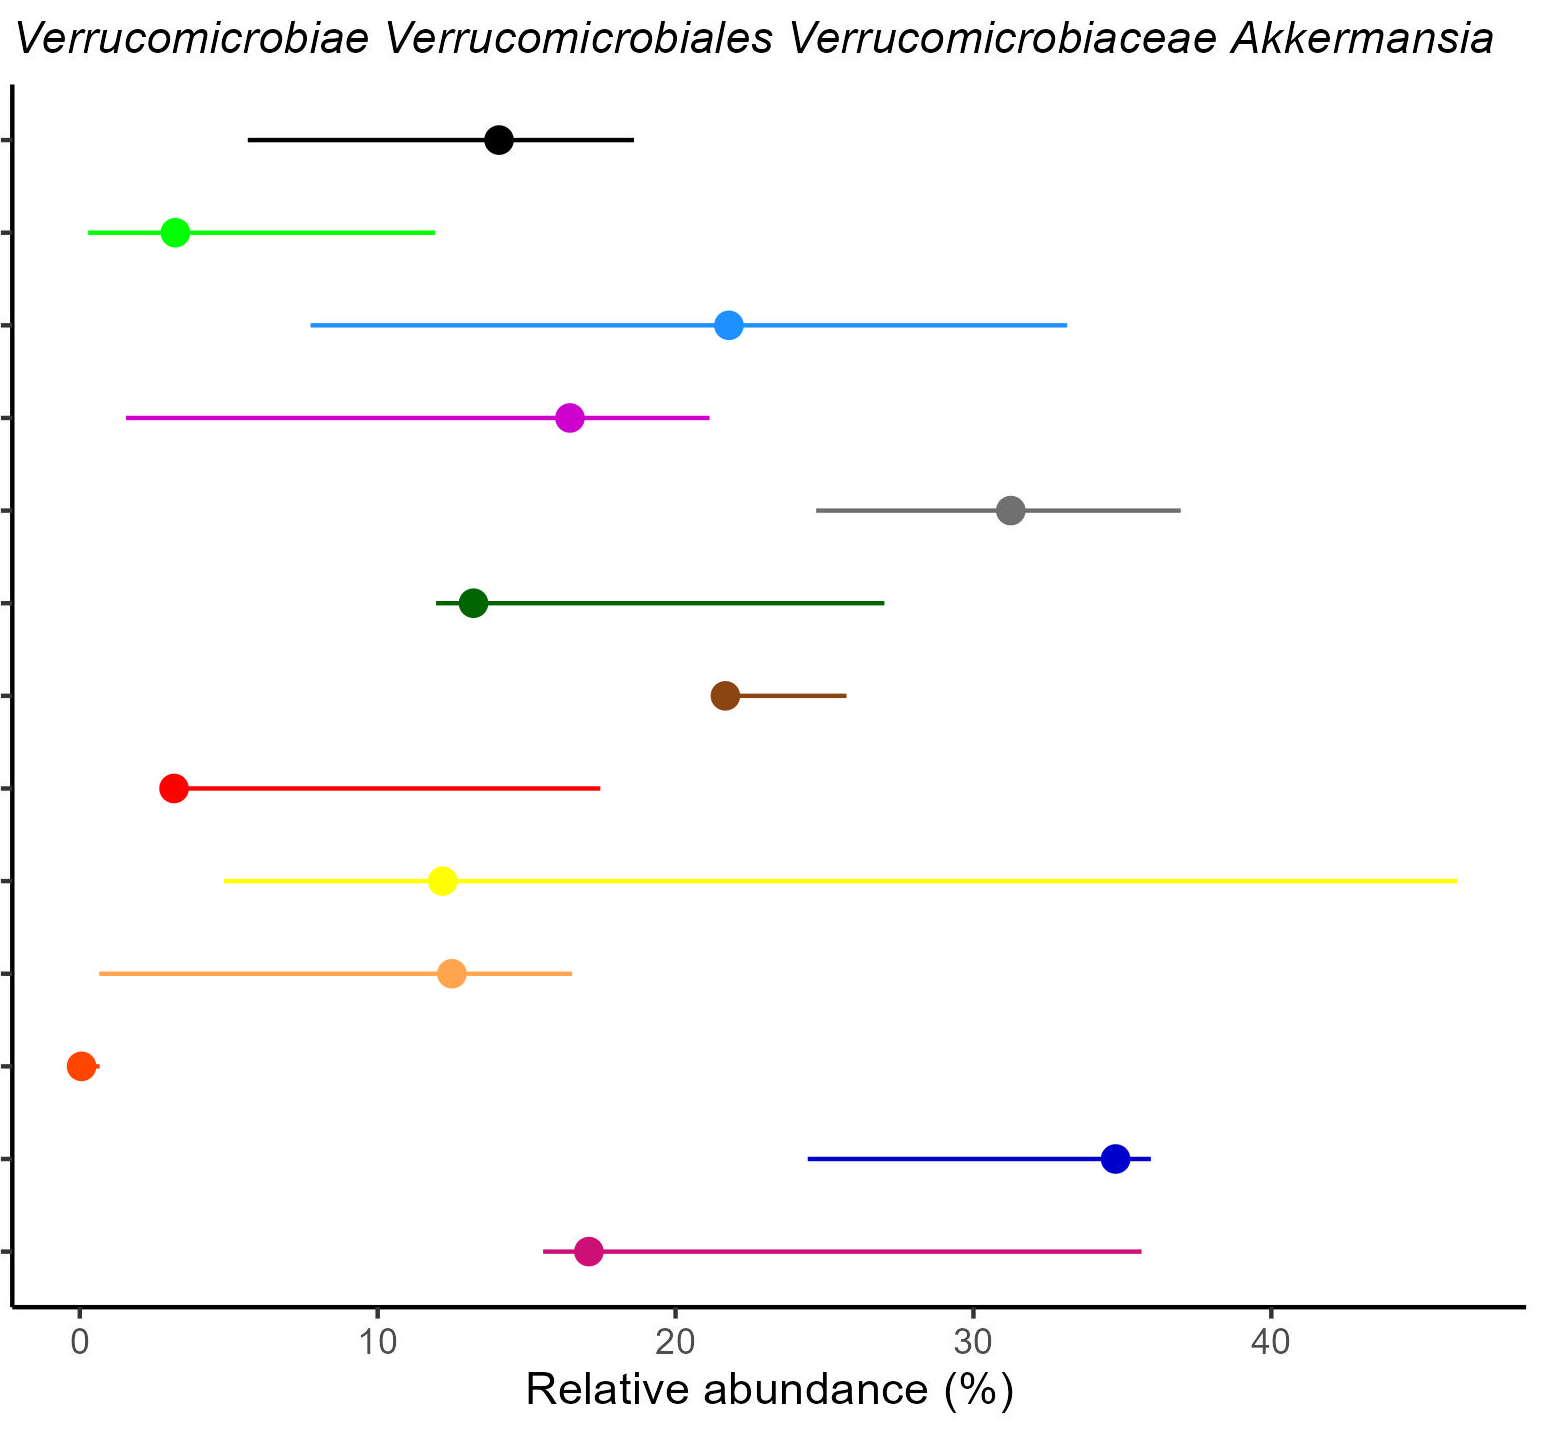 Verrucomicrobiae Verrucomicrobiales Verrucomicrobiaceae Akkermansia
0 10 20 30 40
Relative abundance (%)